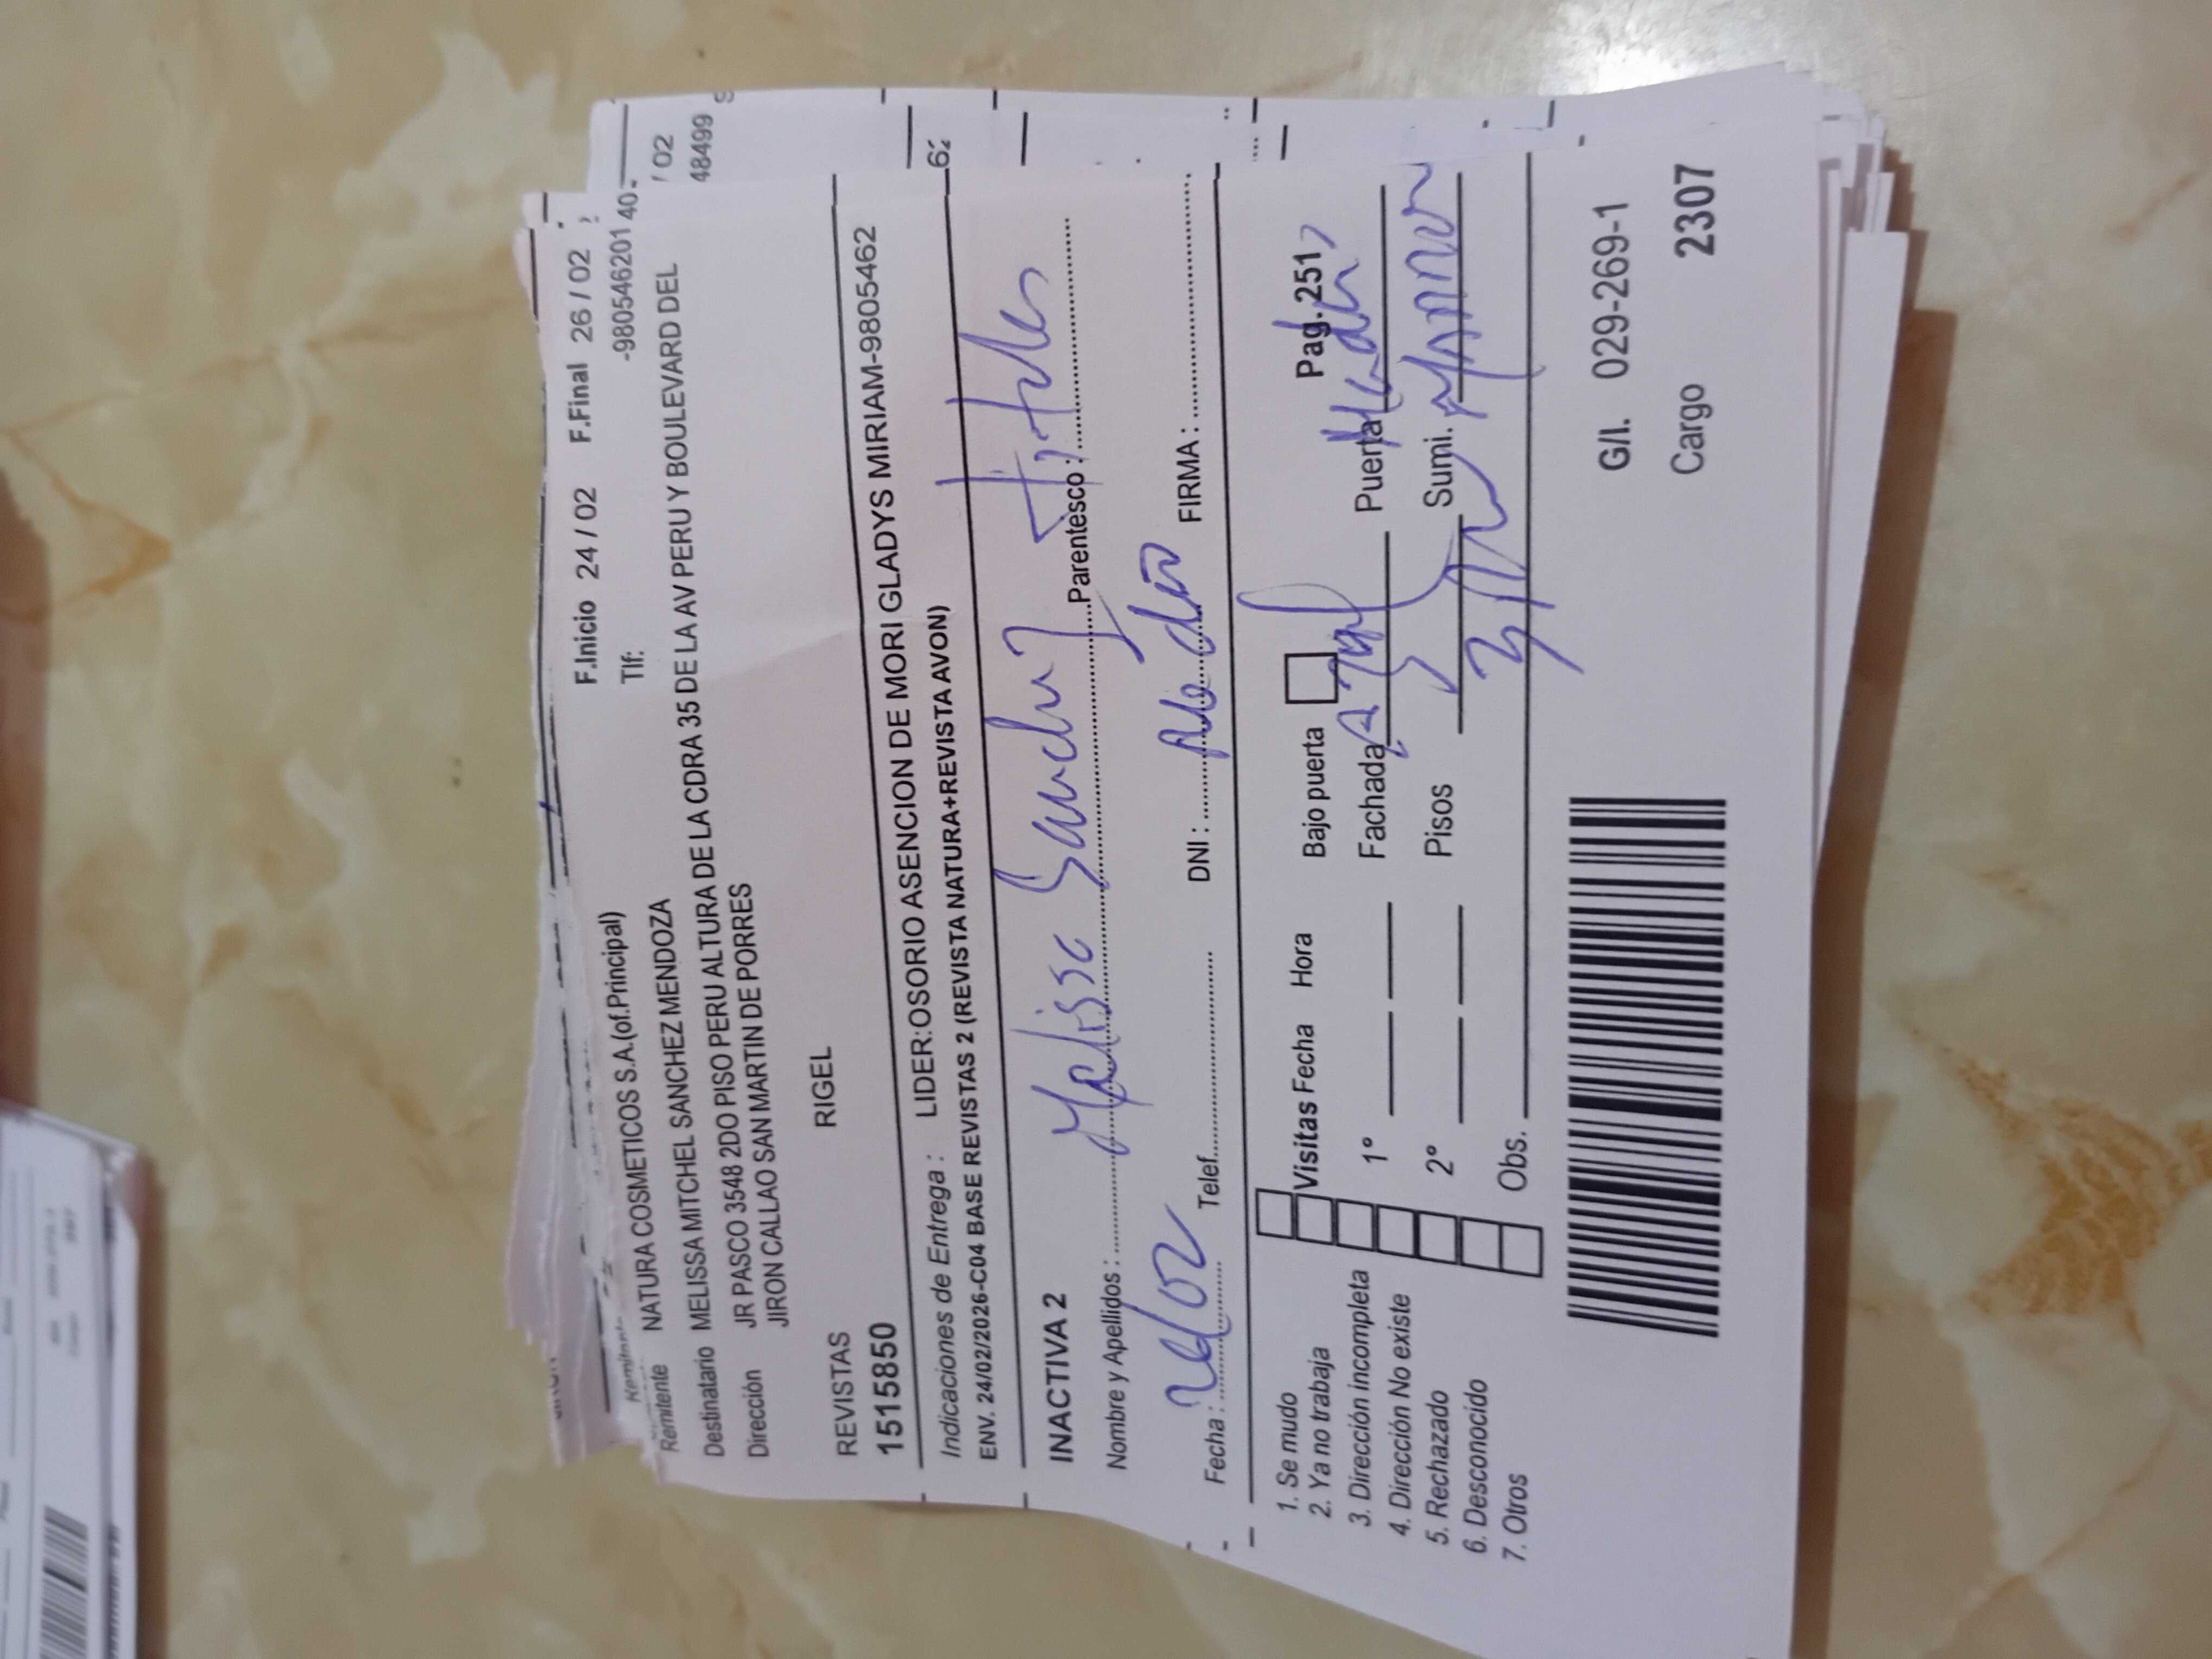 F.Inicio 24 / 02 F.Final 26 / 02
Remitente NATURA COSMETICOS S.A.(of.Principal) Tlf: -980546201 40
/ 02
Destinatario MELISSA MITCHEL SANCHEZ MENDOZA
48499
Dirección JR PASCO 3548 2DO PISO PERU ALTURA DE LA CDRA 35 DE LA AV PERU Y BOULEVARD DEL
JIRON CALLAO SAN MARTIN DE PORRES
REVISTAS RIGEL
1515850
Indicaciones de Entrega : LIDER:OSORIO ASENCION DE MORI GLADYS MIRIAM-9805462
ENV. 24/02/2026-C04 BASE REVISTAS 2 (REVISTA NATURA+REVISTA AVON)
INACTIVA 2
Nombre y Apellidos : Melissa Sanchez Parentesco : Titular
Fecha : Telef. DNI : FIRMA :
1. Se mudo Visitas Fecha Hora Bajo puerta Pag.251
2. Ya no trabaja
3. Dirección incompleta 1° Fachada Puerta
4. Dirección No existe
5. Rechazado 2° Pisos Sumi.
6. Desconocido
7. Otros Obs.
G/I. 029-269-1
Cargo 2307